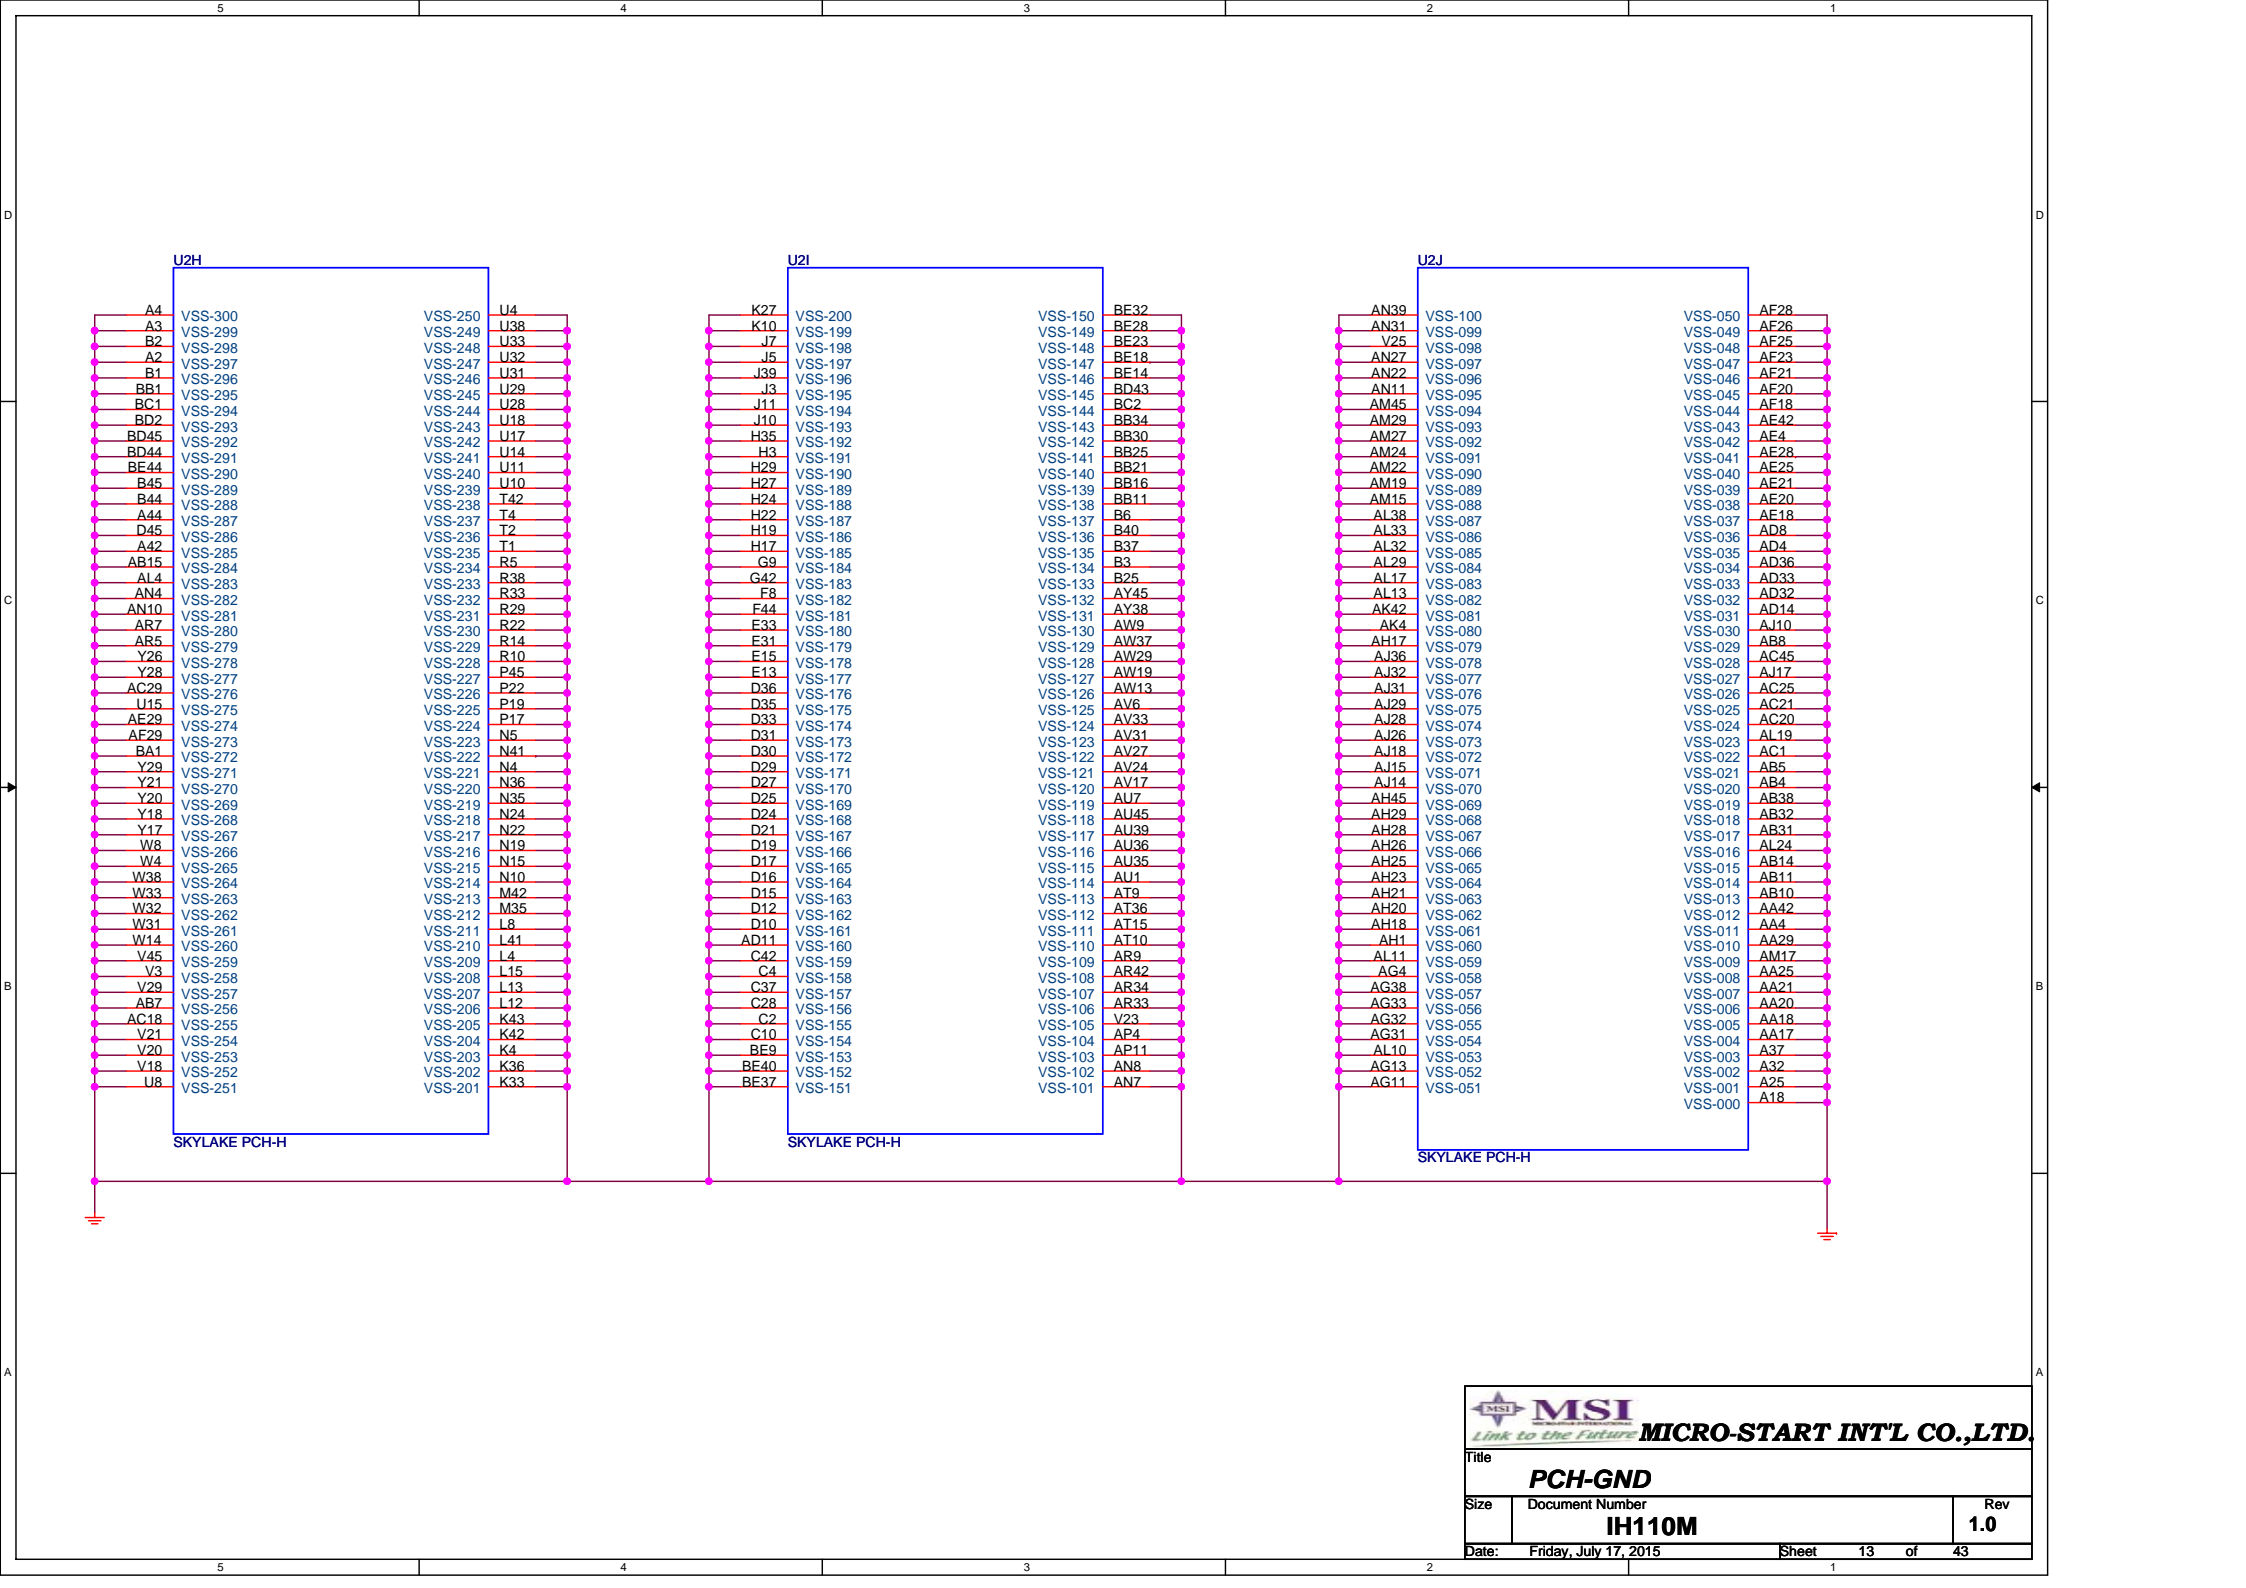 5 4 3 2 1
D D
U2H U2I U2J
A4 VSS-300 VSS-250 U4 K27 VSS-200 VSS-150 BE32 AN39 VSS-100 VSS-050 AF28
A3 VSS-299 VSS-249 U38 K10 VSS-199 VSS-149 BE28 AN31 VSS-099 VSS-049 AF26
B2 VSS-298 VSS-248 U33 J7 VSS-198 VSS-148 BE23 V25 VSS-098 VSS-048 AF25
A2 VSS-297 VSS-247 U32 J5 VSS-197 VSS-147 BE18 AN27 VSS-097 VSS-047 AF23
B1 VSS-296 VSS-246 U31 J39 VSS-196 VSS-146 BE14 AN22 VSS-096 VSS-046 AF21
BB1 VSS-295 VSS-245 U29 J3 VSS-195 VSS-145 BD43 AN11 VSS-095 VSS-045 AF20
BC1 VSS-294 VSS-244 U28 J11 VSS-194 VSS-144 BC2 AM45 VSS-094 VSS-044 AF18
BD2 VSS-293 VSS-243 U18 J10 VSS-193 VSS-143 BB34 AM29 VSS-093 VSS-043 AE42
BD45 VSS-292 VSS-242 U17 H35 VSS-192 VSS-142 BB30 AM27 VSS-092 VSS-042 AE4
BD44 VSS-291 VSS-241 U14 H3 VSS-191 VSS-141 BB25 AM24 VSS-091 VSS-041 AE28
BE44 VSS-290 VSS-240 U11 H29 VSS-190 VSS-140 BB21 AM22 VSS-090 VSS-040 AE25
B45 VSS-289 VSS-239 U10 H27 VSS-189 VSS-139 BB16 AM19 VSS-089 VSS-039 AE21
B44 VSS-288 VSS-238 T42 H24 VSS-188 VSS-138 BB11 AM15 VSS-088 VSS-038 AE20
A44 VSS-287 VSS-237 T4 H22 VSS-187 VSS-137 B6 AL38 VSS-087 VSS-037 AE18
D45 VSS-286 VSS-236 T2 H19 VSS-186 VSS-136 B40 AL33 VSS-086 VSS-036 AD8
A42 VSS-285 VSS-235 T1 H17 VSS-185 VSS-135 B37 AL32 VSS-085 VSS-035 AD4
AB15 VSS-284 VSS-234 R5 G9 VSS-184 VSS-134 B3 AL29 VSS-084 VSS-034 AD36
AL4 VSS-283 VSS-233 R38 G42 VSS-183 VSS-133 B25 AL17 VSS-083 VSS-033 AD33
C AN4 VSS-282 VSS-232 R33 F8 VSS-182 VSS-132 AY45 AL13 VSS-082 VSS-032 AD32 C
AN10 VSS-281 VSS-231 R29 F44 VSS-181 VSS-131 AY38 AK42 VSS-081 VSS-031 AD14
AR7 VSS-280 VSS-230 R22 E33 VSS-180 VSS-130 AW9 AK4 VSS-080 VSS-030 AJ10
AR5 VSS-279 VSS-229 R14 E31 VSS-179 VSS-129 AW37 AH17 VSS-079 VSS-029 AB8
Y26 VSS-278 VSS-228 R10 E15 VSS-178 VSS-128 AW29 AJ36 VSS-078 VSS-028 AC45
Y28 VSS-277 VSS-227 P45 E13 VSS-177 VSS-127 AW19 AJ32 VSS-077 VSS-027 AJ17
AC29 VSS-276 VSS-226 P22 D36 VSS-176 VSS-126 AW13 AJ31 VSS-076 VSS-026 AC25
U15 VSS-275 VSS-225 P19 D35 VSS-175 VSS-125 AV6 AJ29 VSS-075 VSS-025 AC21
AE29 VSS-274 VSS-224 P17 D33 VSS-174 VSS-124 AV33 AJ28 VSS-074 VSS-024 AC20
AF29 VSS-273 VSS-223 N5 D31 VSS-173 VSS-123 AV31 AJ26 VSS-073 VSS-023 AL19
BA1 VSS-272 VSS-222 N41 D30 VSS-172 VSS-122 AV27 AJ18 VSS-072 VSS-022 AC1
Y29 VSS-271 VSS-221 N4 D29 VSS-171 VSS-121 AV24 AJ15 VSS-071 VSS-021 AB5
Y21 VSS-270 VSS-220 N36 D27 VSS-170 VSS-120 AV17 AJ14 VSS-070 VSS-020 AB4
Y20 VSS-269 VSS-219 N35 D25 VSS-169 VSS-119 AU7 AH45 VSS-069 VSS-019 AB38
Y18 VSS-268 VSS-218 N24 D24 VSS-168 VSS-118 AU45 AH29 VSS-068 VSS-018 AB32
Y17 VSS-267 VSS-217 N22 D21 VSS-167 VSS-117 AU39 AH28 VSS-067 VSS-017 AB31
W8 VSS-266 VSS-216 N19 D19 VSS-166 VSS-116 AU36 AH26 VSS-066 VSS-016 AL24
W4 VSS-265 VSS-215 N15 D17 VSS-165 VSS-115 AU35 AH25 VSS-065 VSS-015 AB14
W38 VSS-264 VSS-214 N10 D16 VSS-164 VSS-114 AU1 AH23 VSS-064 VSS-014 AB11
W33 VSS-263 VSS-213 M42 D15 VSS-163 VSS-113 AT9 AH21 VSS-063 VSS-013 AB10
W32 VSS-262 VSS-212 M35 D12 VSS-162 VSS-112 AT36 AH20 VSS-062 VSS-012 AA42
W31 VSS-261 VSS-211 L8 D10 VSS-161 VSS-111 AT15 AH18 VSS-061 VSS-011 AA4
W14 VSS-260 VSS-210 L41 AD11 VSS-160 VSS-110 AT10 AH1 VSS-060 VSS-010 AA29
V45 VSS-259 VSS-209 L4 C42 VSS-159 VSS-109 AR9 AL11 VSS-059 VSS-009 AM17
V3 VSS-258 VSS-208 L15 C4 VSS-158 VSS-108 AR42 AG4 VSS-058 VSS-008 AA25
B V29 VSS-257 VSS-207 L13 C37 VSS-157 VSS-107 AR34 AG38 VSS-057 VSS-007 AA21 B
AB7 VSS-256 VSS-206 L12 C28 VSS-156 VSS-106 AR33 AG33 VSS-056 VSS-006 AA20
AC18 VSS-255 VSS-205 K43 C2 VSS-155 VSS-105 V23 AG32 VSS-055 VSS-005 AA18
V21 VSS-254 VSS-204 K42 C10 VSS-154 VSS-104 AP4 AG31 VSS-054 VSS-004 AA17
V20 VSS-253 VSS-203 K4 BE9 VSS-153 VSS-103 AP11 AL10 VSS-053 VSS-003 A37
V18 VSS-252 VSS-202 K36 BE40 VSS-152 VSS-102 AN8 AG13 VSS-052 VSS-002 A32
U8 VSS-251 VSS-201 K33 BE37 VSS-151 VSS-101 AN7 AG11 VSS-051 VSS-001 A25
VSS-000 A18
SKYLAKE PCH-H SKYLAKE PCH-H SKYLAKE PCH-H
A A
MSI MSI
MICRO-STAR INTERNATIONAL
Link to the Future MICRO-START INT'L CO.,LTD.
Title
PCH-GND
Size Document Number Rev
IH110M 1.0
Date: Friday, July 17, 2015 Sheet 13 of 43
5 4 3 2 1